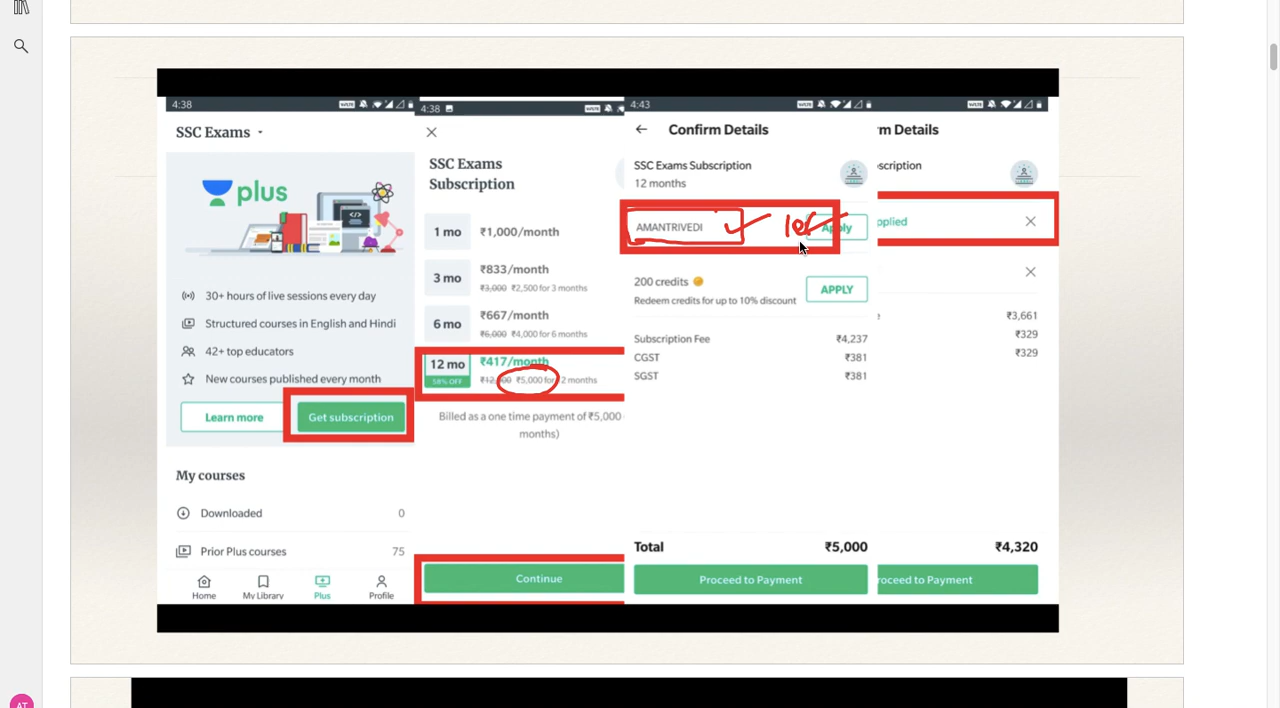 4:38
SSC Exams
plus
30+ hours of live sessions every day
Structured courses in English and Hindi
42+ top educators
New courses published every month
Learn more
Get subscription
My courses
Downloaded 0
Prior Plus courses 75
Home
My Library
Plus
Profile
4:38
SSC Exams
Subscription
1 mo ₹1,000/month
3 mo ₹833/month
₹3,000 ₹2,500 for 3 months
6 mo ₹667/month
₹6,000 ₹4,000 for 6 months
12 mo ₹417/month
58% OFF ₹5,000 for 2 months
Billed as a one time payment of ₹5,000
months)
Continue
4:43
Confirm Details
SSC Exams Subscription
12 months
AMANTRIVEDI Apply
200 credits
Redeem credits for up to 10% discount
APPLY
Subscription Fee ₹4,237
CGST ₹381
SGST ₹381
Total ₹5,000
Proceed to Payment
rm Details
scription
pplied
₹3,661
₹329
₹329
₹4,320
roceed to Payment
AT